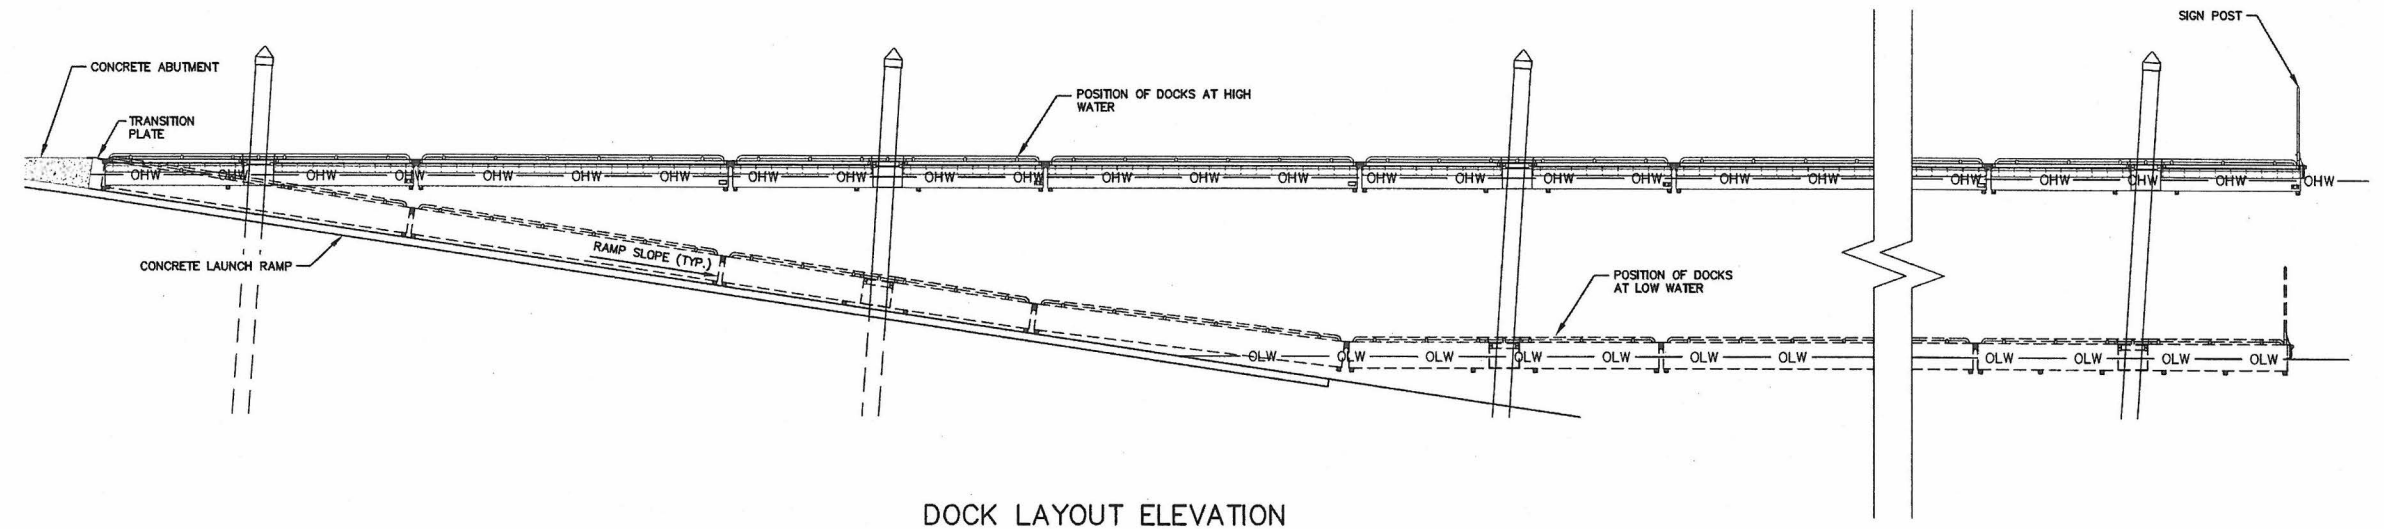 SIGN POST
CONCRETE ABUTMENT
POSITION OF DOCKS AT HIGH
WATER
TRANSITION
PLATE
OHW OHW OHW OHW OHW OHW OHW OHW OHW OHW OHW OHW OHW OHW OHW OHW OHW OHW OHW OHW OHW OHW OHW OHW OHW
RAMP SLOPE (TYP.)
CONCRETE LAUNCH RAMP
POSITION OF DOCKS
AT LOW WATER
OLW OLW OLW OLW OLW OLW OLW OLW OLW OLW OLW
DOCK LAYOUT ELEVATION